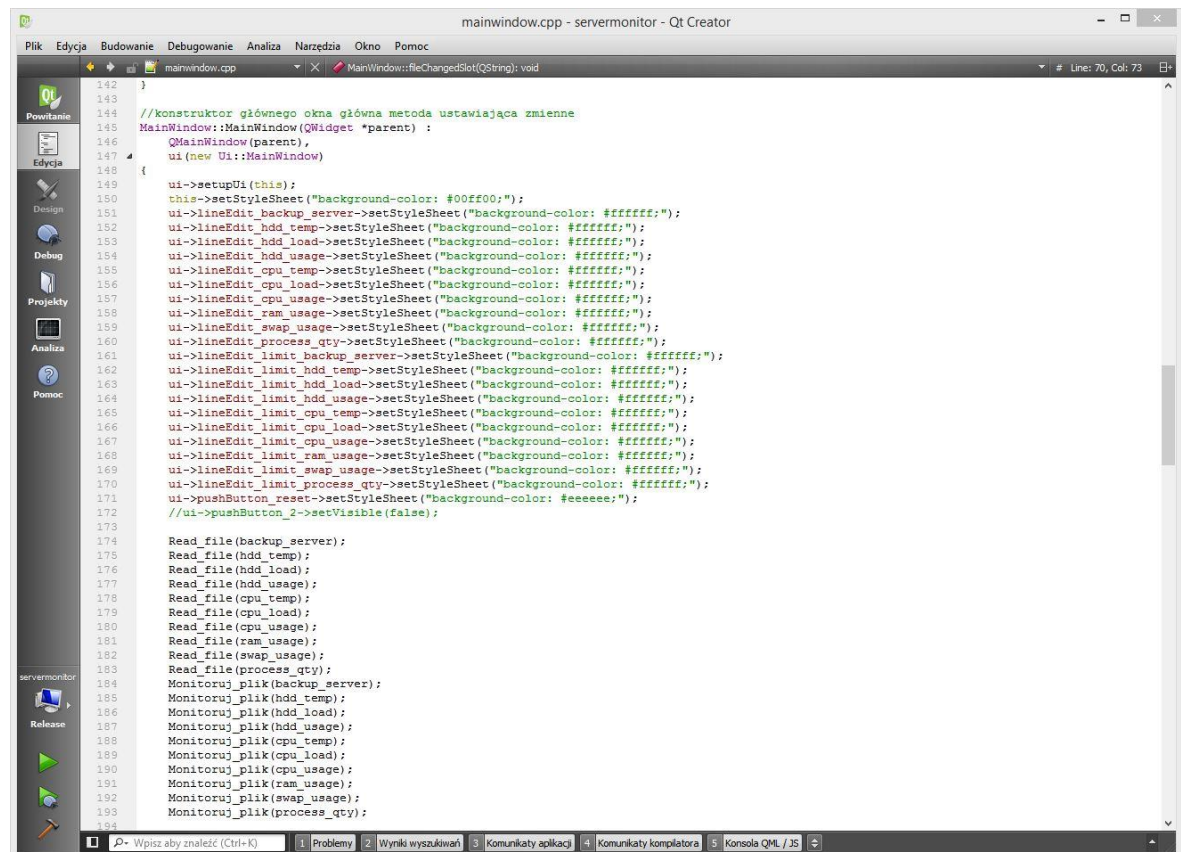 mainwindow.cpp - servermonitor - Qt Creator
Plik Edycja Budowanie Debugowanie Analiza Narzędzia Okno Pomoc
mainwindow.cpp MainWindow::fileChangedSlot(QString): void # Line: 70, Col: 73
Powitanie
Edycja
Design
Debug
Projekty
Analiza
Pomoc
servermonitor
Release
142 }
143
144 //konstruktor głównego okna główna metoda ustawiająca zmienne
145 MainWindow::MainWindow(QWidget *parent) :
146 QMainWindow(parent),
147 ui(new Ui::MainWindow)
148 {
149 ui->setupUi(this);
150 this->setStyleSheet("background-color: #00ff00;");
151 ui->lineEdit_backup_server->setStyleSheet("background-color: #ffffff;");
152 ui->lineEdit_hdd_temp->setStyleSheet("background-color: #ffffff;");
153 ui->lineEdit_hdd_load->setStyleSheet("background-color: #ffffff;");
154 ui->lineEdit_hdd_usage->setStyleSheet("background-color: #ffffff;");
155 ui->lineEdit_cpu_temp->setStyleSheet("background-color: #ffffff;");
156 ui->lineEdit_cpu_load->setStyleSheet("background-color: #ffffff;");
157 ui->lineEdit_cpu_usage->setStyleSheet("background-color: #ffffff;");
158 ui->lineEdit_ram_usage->setStyleSheet("background-color: #ffffff;");
159 ui->lineEdit_swap_usage->setStyleSheet("background-color: #ffffff;");
160 ui->lineEdit_process_qty->setStyleSheet("background-color: #ffffff;");
161 ui->lineEdit_limit_backup_server->setStyleSheet("background-color: #ffffff;");
162 ui->lineEdit_limit_hdd_temp->setStyleSheet("background-color: #ffffff;");
163 ui->lineEdit_limit_hdd_load->setStyleSheet("background-color: #ffffff;");
164 ui->lineEdit_limit_hdd_usage->setStyleSheet("background-color: #ffffff;");
165 ui->lineEdit_limit_cpu_temp->setStyleSheet("background-color: #ffffff;");
166 ui->lineEdit_limit_cpu_load->setStyleSheet("background-color: #ffffff;");
167 ui->lineEdit_limit_cpu_usage->setStyleSheet("background-color: #ffffff;");
168 ui->lineEdit_limit_ram_usage->setStyleSheet("background-color: #ffffff;");
169 ui->lineEdit_limit_swap_usage->setStyleSheet("background-color: #ffffff;");
170 ui->lineEdit_limit_process_qty->setStyleSheet("background-color: #ffffff;");
171 ui->pushButton_reset->setStyleSheet("background-color: #eeeeee;");
172 //ui->pushButton_2->setVisible(false);
173
174 Read_file(backup_server);
175 Read_file(hdd_temp);
176 Read_file(hdd_load);
177 Read_file(hdd_usage);
178 Read_file(cpu_temp);
179 Read_file(cpu_load);
180 Read_file(cpu_usage);
181 Read_file(ram_usage);
182 Read_file(swap_usage);
183 Read_file(process_qty);
184 Monitoruj_plik(backup_server);
185 Monitoruj_plik(hdd_temp);
186 Monitoruj_plik(hdd_load);
187 Monitoruj_plik(hdd_usage);
188 Monitoruj_plik(cpu_temp);
189 Monitoruj_plik(cpu_load);
190 Monitoruj_plik(cpu_usage);
191 Monitoruj_plik(ram_usage);
192 Monitoruj_plik(swap_usage);
193 Monitoruj_plik(process_qty);
194
Wpisz aby znaleźć (Ctrl+K) 1 Problemy 2 Wyniki wyszukiwań 3 Komunikaty aplikacji 4 Komunikaty kompilatora 5 Konsola QML / JS